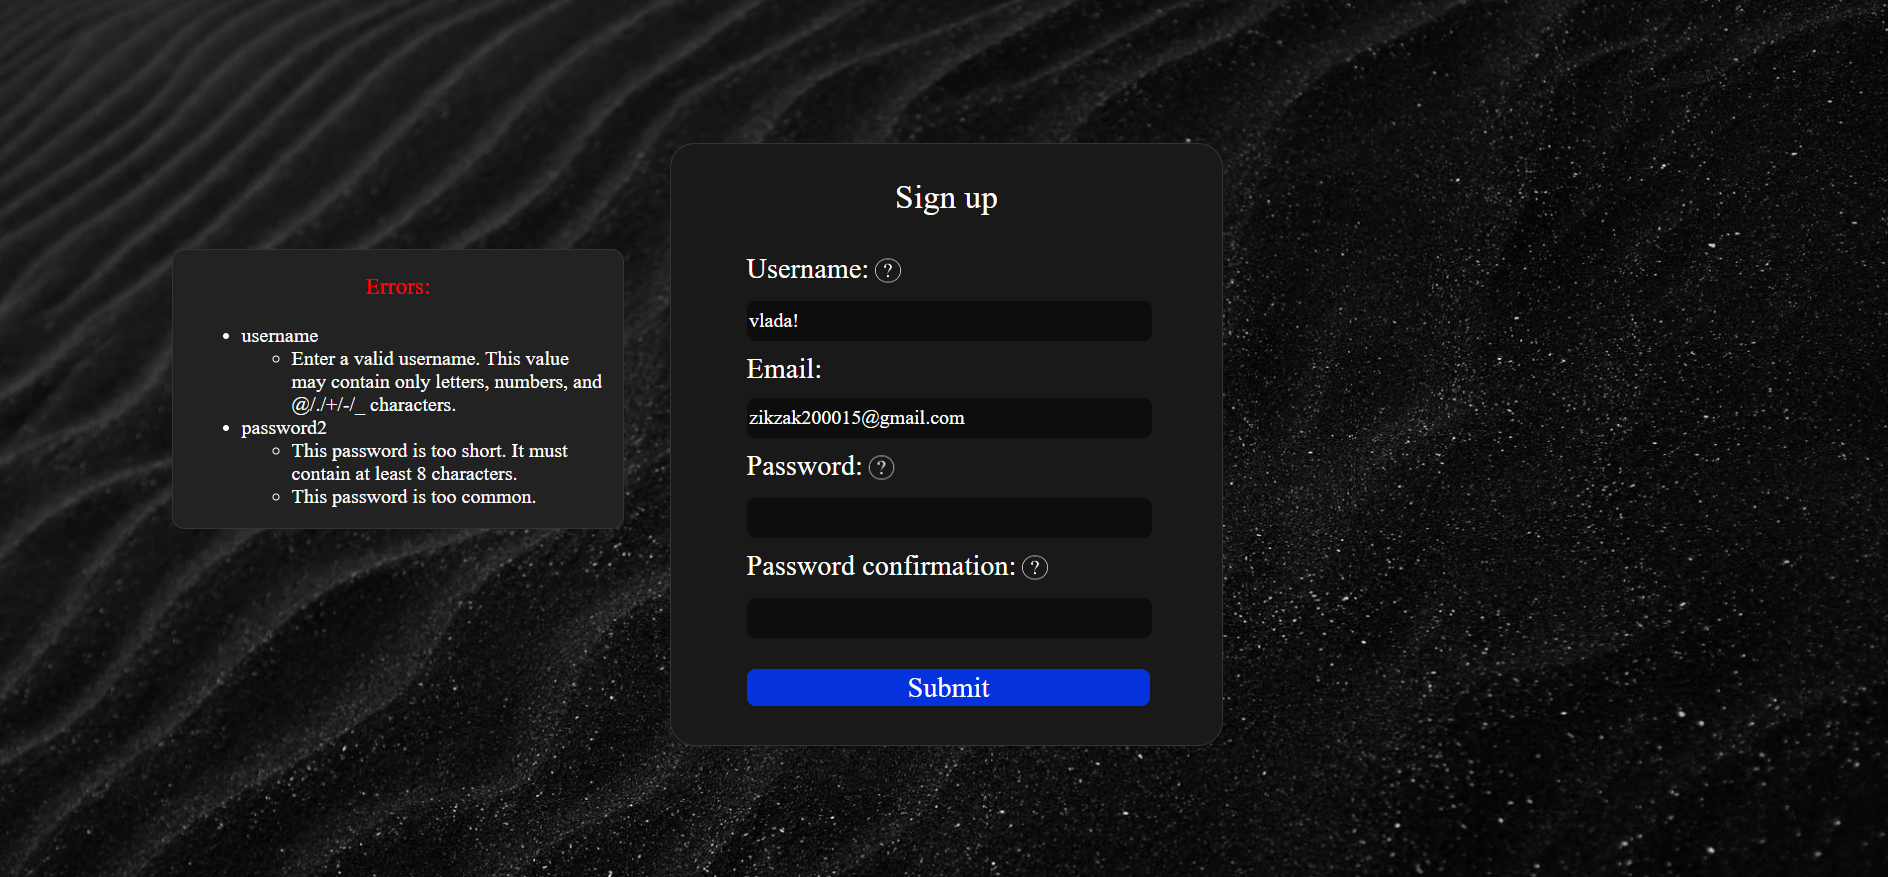 Sign up
Errors:
username
Enter a valid username. This value
may contain only letters, numbers, and
@/./+/-/_ characters.
password2
This password is too short. It must
contain at least 8 characters.
This password is too common.
Username: ?
vlada!
Email:
zikzak200015@gmail.com
Password: ?
Password confirmation: ?
Submit